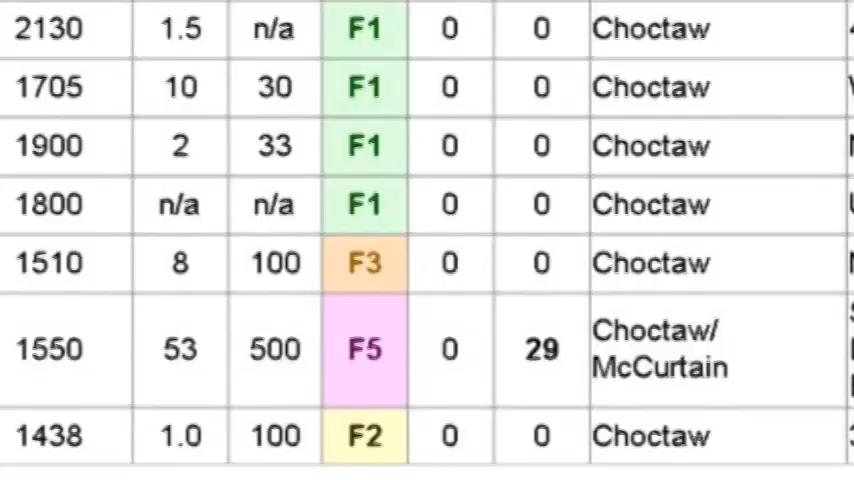 2130 1.5 n/a F1 0 0 Choctaw
1705 10 30 F1 0 0 Choctaw
1900 2 33 F1 0 0 Choctaw
1800 n/a n/a F1 0 0 Choctaw
1510 8 100 F3 0 0 Choctaw
1550 53 500 F5 0 29 Choctaw/
McCurtain
1438 1.0 100 F2 0 0 Choctaw